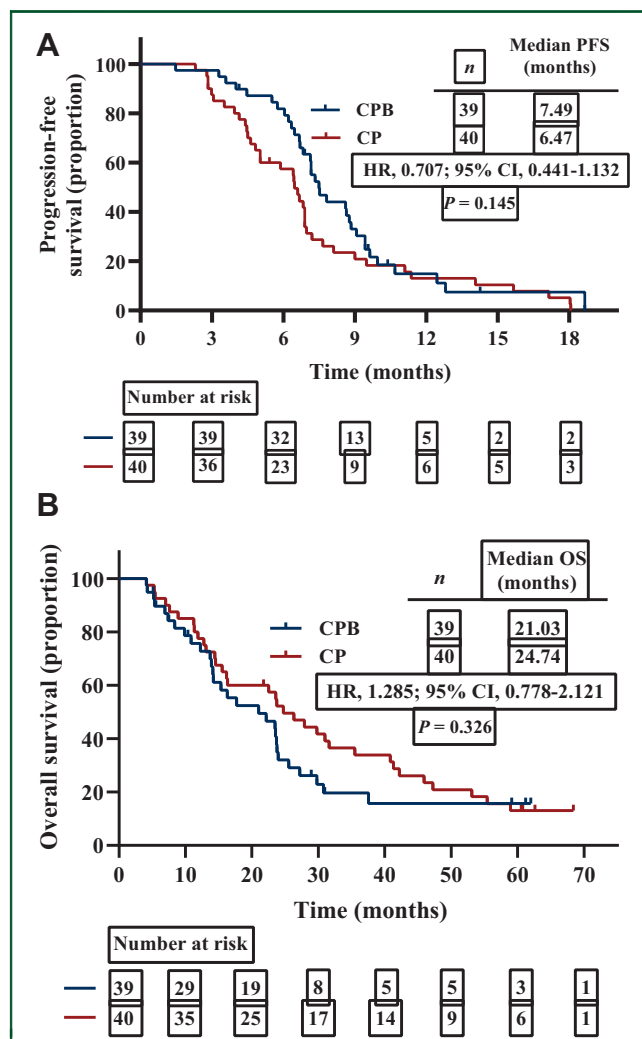 A
Progression-free
survival (proportion)
100
80
60
40
20
0
0 3 6 9 12 15 18
Time (months)
CPB
CP
n Median PFS
(months)
39 7.49
40 6.47
HR, 0.707; 95% CI, 0.441-1.132
P = 0.145
Number at risk
39 39 32 13 5 2 2
40 36 23 9 6 5 3
B
Overall survival (proportion)
100
80
60
40
20
0
0 10 20 30 40 50 60 70
Time (months)
CPB
CP
n Median OS
(months)
39 21.03
40 24.74
HR, 1.285; 95% CI, 0.778-2.121
P = 0.326
Number at risk
39 29 19 8 5 5 3 1
40 35 25 17 14 9 6 1